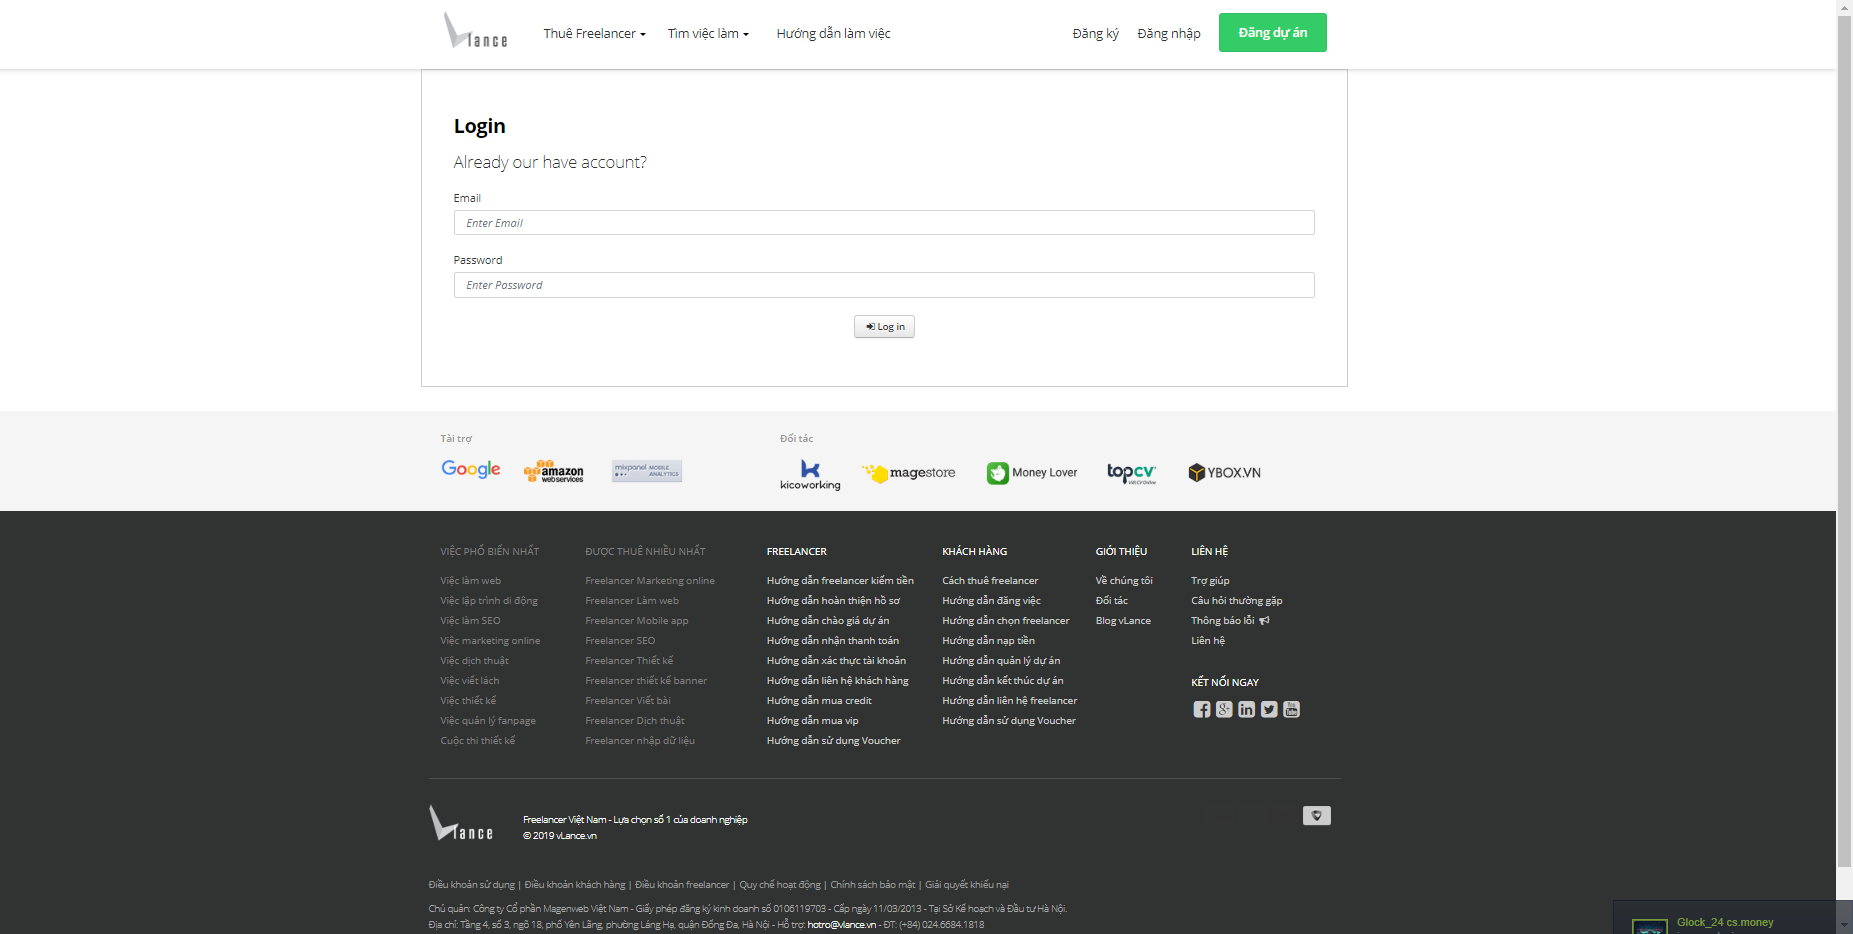 Vlance
Thuê Freelancer
Tìm việc làm
Hướng dẫn làm việc
Đăng ký
Đăng nhập
Đăng dự án
Login
Already our have account?
Email
Enter Email
Password
Enter Password
Log in
Tài trợ
Đối tác
Google
amazon
webservices
mixpanel MOBILE
ANALYTICS
kicoworking
magestore
Money Lover
topcv
YBOX.VN
VIỆC PHỔ BIẾN NHẤT
Việc làm web
Việc lập trình di động
Việc làm SEO
Việc marketing online
Việc dịch thuật
Việc viết lách
Việc thiết kế
Việc quản lý fanpage
Cuộc thi thiết kế
ĐƯỢC THUÊ NHIỀU NHẤT
Freelancer Marketing online
Freelancer Làm web
Freelancer Mobile app
Freelancer SEO
Freelancer Thiết kế
Freelancer thiết kế banner
Freelancer Viết bài
Freelancer Dịch thuật
Freelancer nhập dữ liệu
FREELANCER
Hướng dẫn freelancer kiếm tiền
Hướng dẫn hoàn thiện hồ sơ
Hướng dẫn chào giá dự án
Hướng dẫn nhận thanh toán
Hướng dẫn xác thực tài khoản
Hướng dẫn liên hệ khách hàng
Hướng dẫn mua credit
Hướng dẫn mua vip
Hướng dẫn sử dụng Voucher
KHÁCH HÀNG
Cách thuê freelancer
Hướng dẫn đăng việc
Hướng dẫn chọn freelancer
Hướng dẫn nạp tiền
Hướng dẫn quản lý dự án
Hướng dẫn kết thúc dự án
Hướng dẫn liên hệ freelancer
Hướng dẫn sử dụng Voucher
GIỚI THIỆU
Về chúng tôi
Đối tác
Blog vLance
LIÊN HỆ
Trợ giúp
Câu hỏi thường gặp
Thông báo lỗi
Liên hệ
KẾT NỐI NGAY
Vlance
Freelancer Việt Nam - Lựa chọn số 1 của doanh nghiệp
© 2019 vLance.vn
Điều khoản sử dụng | Điều khoản khách hàng | Điều khoản freelancer | Quy chế hoạt động | Chính sách bảo mật | Giải quyết khiếu nại
Chủ quản: Công ty Cổ phần Magenweb Việt Nam - Giấy phép đăng ký kinh doanh số 0106119703 - Cấp ngày 11/03/2013 - Tại Sở Kế hoạch và Đầu tư Hà Nội.
Địa chỉ: Tầng 4, số 3, ngõ 18, phố Yên Lãng, phường Láng Hạ, quận Đống Đa, Hà Nội - Hỗ trợ: hotro@vlance.vn - ĐT: (+84) 024.6684.1818
Glock_24 cs.money